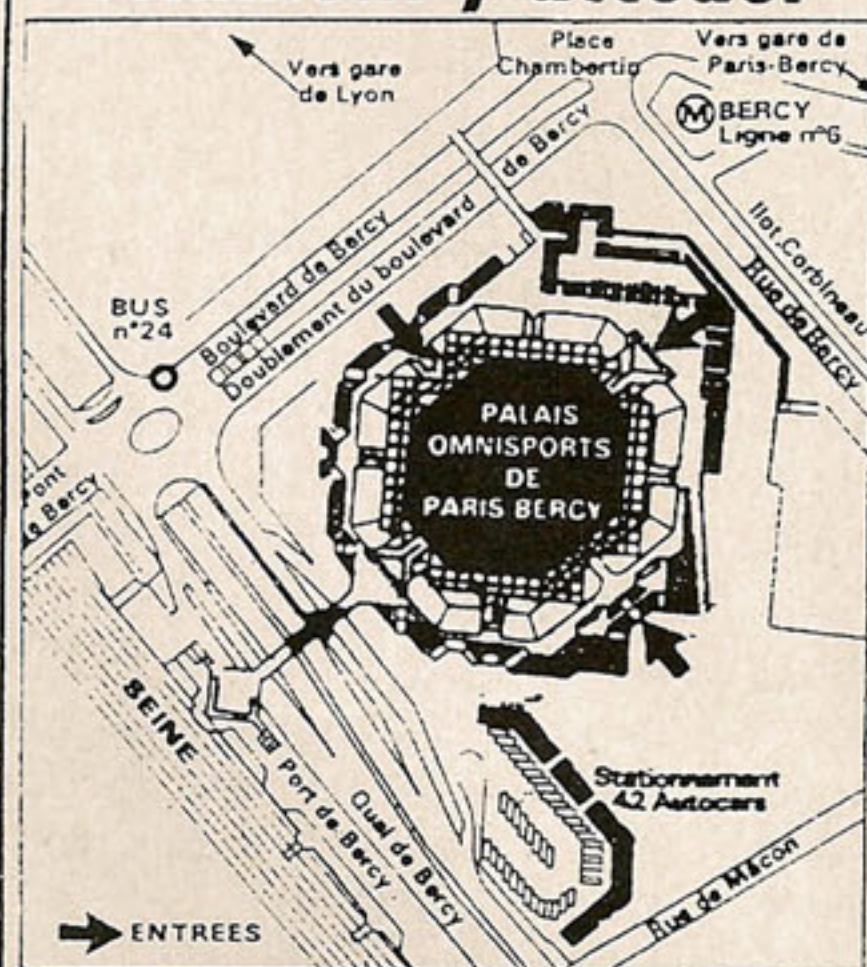 Place
Chambertin
Vers gare de
Paris-Bercy
Vers gare
de Lyon
M BERCY
Ligne n°6
Boulevard de Bercy
Doublement du boulevard de Bercy
Ilot Corbineau
Rue de Bercy
BUS
n°24
PALAIS
OMNISPORTS
DE
PARIS BERCY
Pont
de Bercy
SEINE
Port de Bercy
Quai de Bercy
Stationnement
42 Autocars
Rue de Mâcon
ENTREES